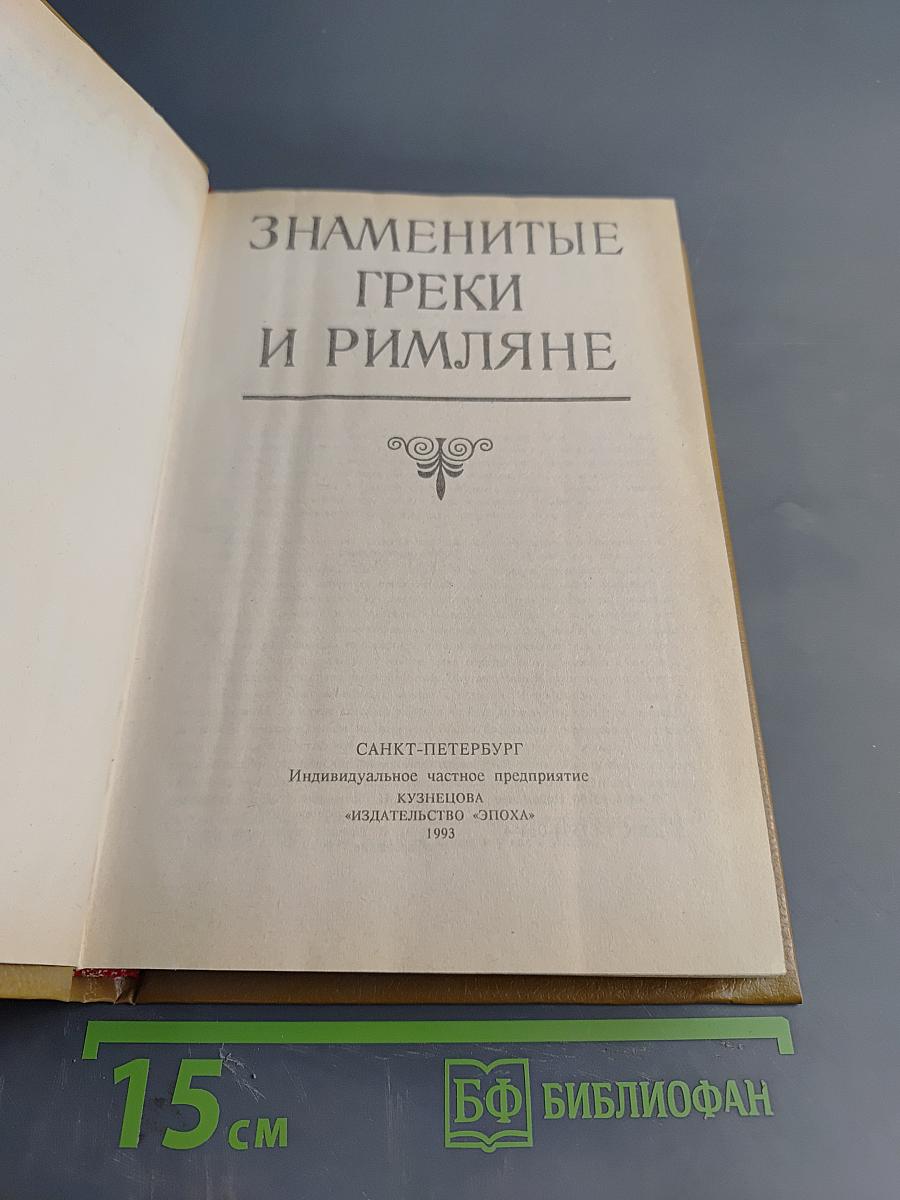 ЗНАМЕНИТЫЕ
ГРЕКИ
И РИМЛЯНЕ
САНКТ-ПЕТЕРБУРГ
Индивидуальное частное предприятие
КУЗНЕЦОВА
«ИЗДАТЕЛЬСТВО «ЭПОХА»
1993
15 см
БФ БИБЛИОФАН